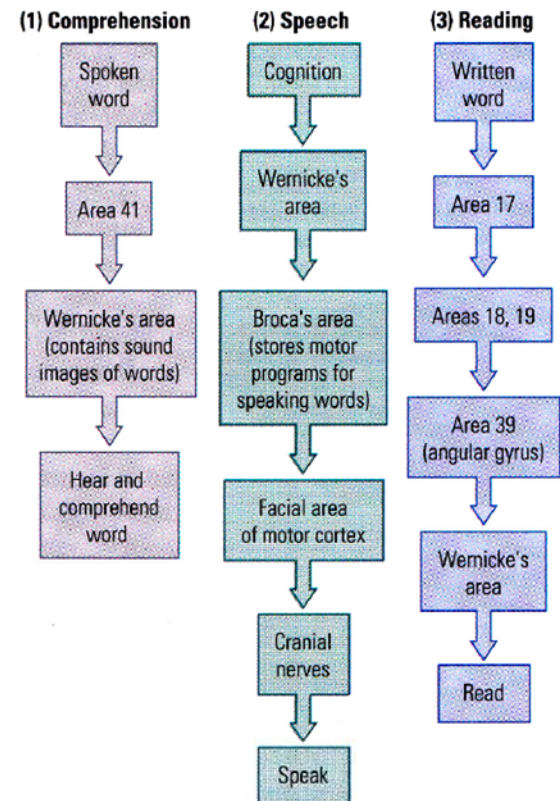 (1) Comprehension
Spoken
word
Area 41
Wernicke's area
(contains sound
images of words)
Hear and
comprehend
word
(2) Speech
Cognition
Wernicke's
area
Broca's area
(stores motor
programs for
speaking words)
Facial area
of motor cortex
Cranial
nerves
Speak
(3) Reading
Written
word
Area 17
Areas 18, 19
Area 39
(angular gyrus)
Wernicke's
area
Read